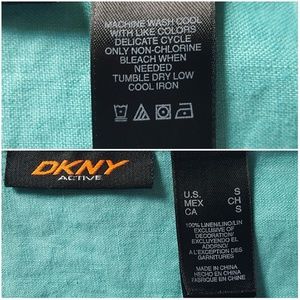 MACHINE WASH COOL
WITH LIKE COLORS
DELICATE CYCLE
ONLY NON-CHLORINE
BLEACH WHEN
NEEDED
TUMBLE DRY LOW
COOL IRON
DKNY
ACTIVE
U.S. S
MEX CH
CA S
100% LINEN/LINO/LIN
EXCLUSIVE OF
DECORATION
EXCLUYENDO EL
ADORNO
A L'EXCEPTION DES
GARNITURES
MADE IN CHINA
HECHO EN CHINA
FABRIQUE EN CHINE